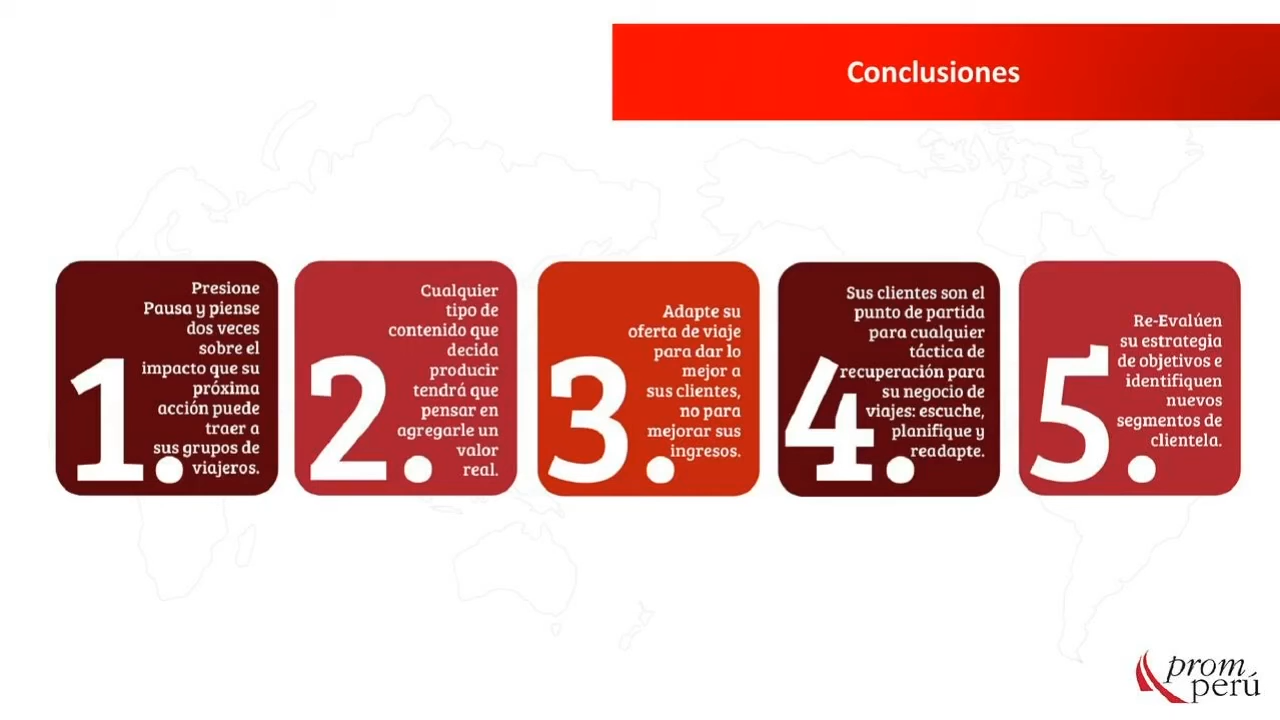 Conclusiones
Presione
Pausa y piense
dos veces
sobre el
impacto que su
próxima
acción puede
traer a
sus grupos de
viajeros.
1.
Cualquier
tipo de
contenido que
decida
producir
tendrá que
pensar en
agregarle un
valor
real.
2.
Adapte su
oferta de viaje
para dar lo
mejor a
sus clientes,
no para
mejorar sus
ingresos.
3.
Sus clientes son el
punto de partida
para cualquier
táctica de
recuperación para
su negocio de
viajes: escuche,
planifique y
readapte.
4.
Re-Evalúen
su estrategia
de objetivos e
identifiquen
nuevos
segmentos de
clientela.
5.
prom
perú